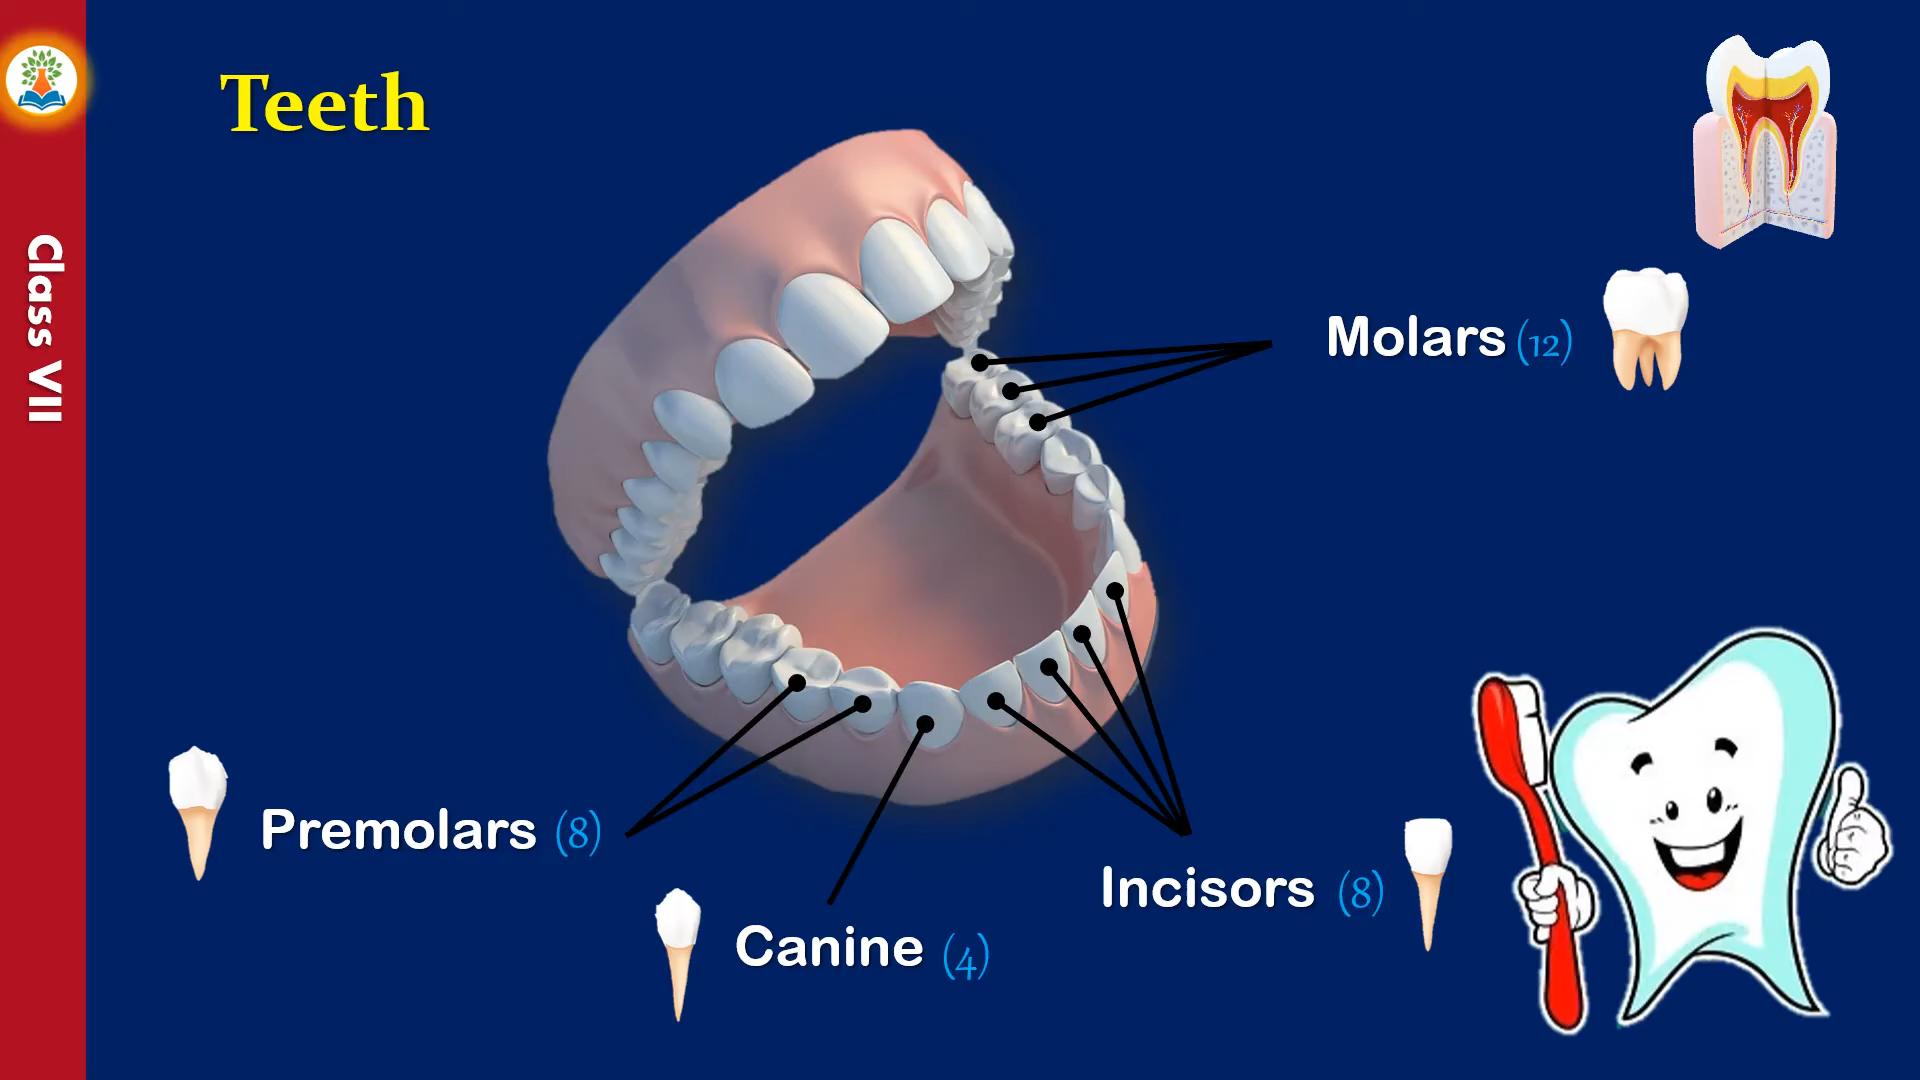 Teeth
Class VII
Molars (12)
Premolars (8)
Incisors (8)
Canine (4)